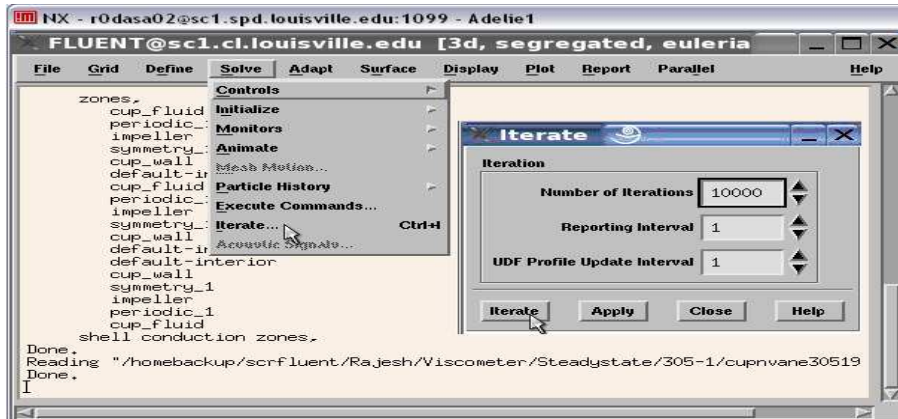 NX - r0dasa02@sc1.spd.louisville.edu:1099 - Adelie1
FLUENT@sc1.cl.louisville.edu [3d, segregated, euleria
File Grid Define Solve Adapt Surface Display Plot Report Parallel Help
zones,
cup_fluid
periodic_
impeller
symmetry_
cup_wall
default-ir
cup_fluid
periodic_
impeller
symmetry_
cup_wall
default-ir
default-interior
cup_wall
symmetry_1
impeller
periodic_1
cup_fluid
shell conduction zones,
Done.
Reading "/homebackup/scrfluent/Rajesh/Viscometer/Steadystate/305-1/cupnvane30519
Done.
Controls
Initialize
Monitors
Animate
Mesh Motion...
Particle History
Execute Commands...
Iterate... Ctrl+I
Acoustic Signals...
Iterate
Iteration
Number of Iterations 10000
Reporting Interval 1
UDF Profile Update Interval 1
Iterate Apply Close Help